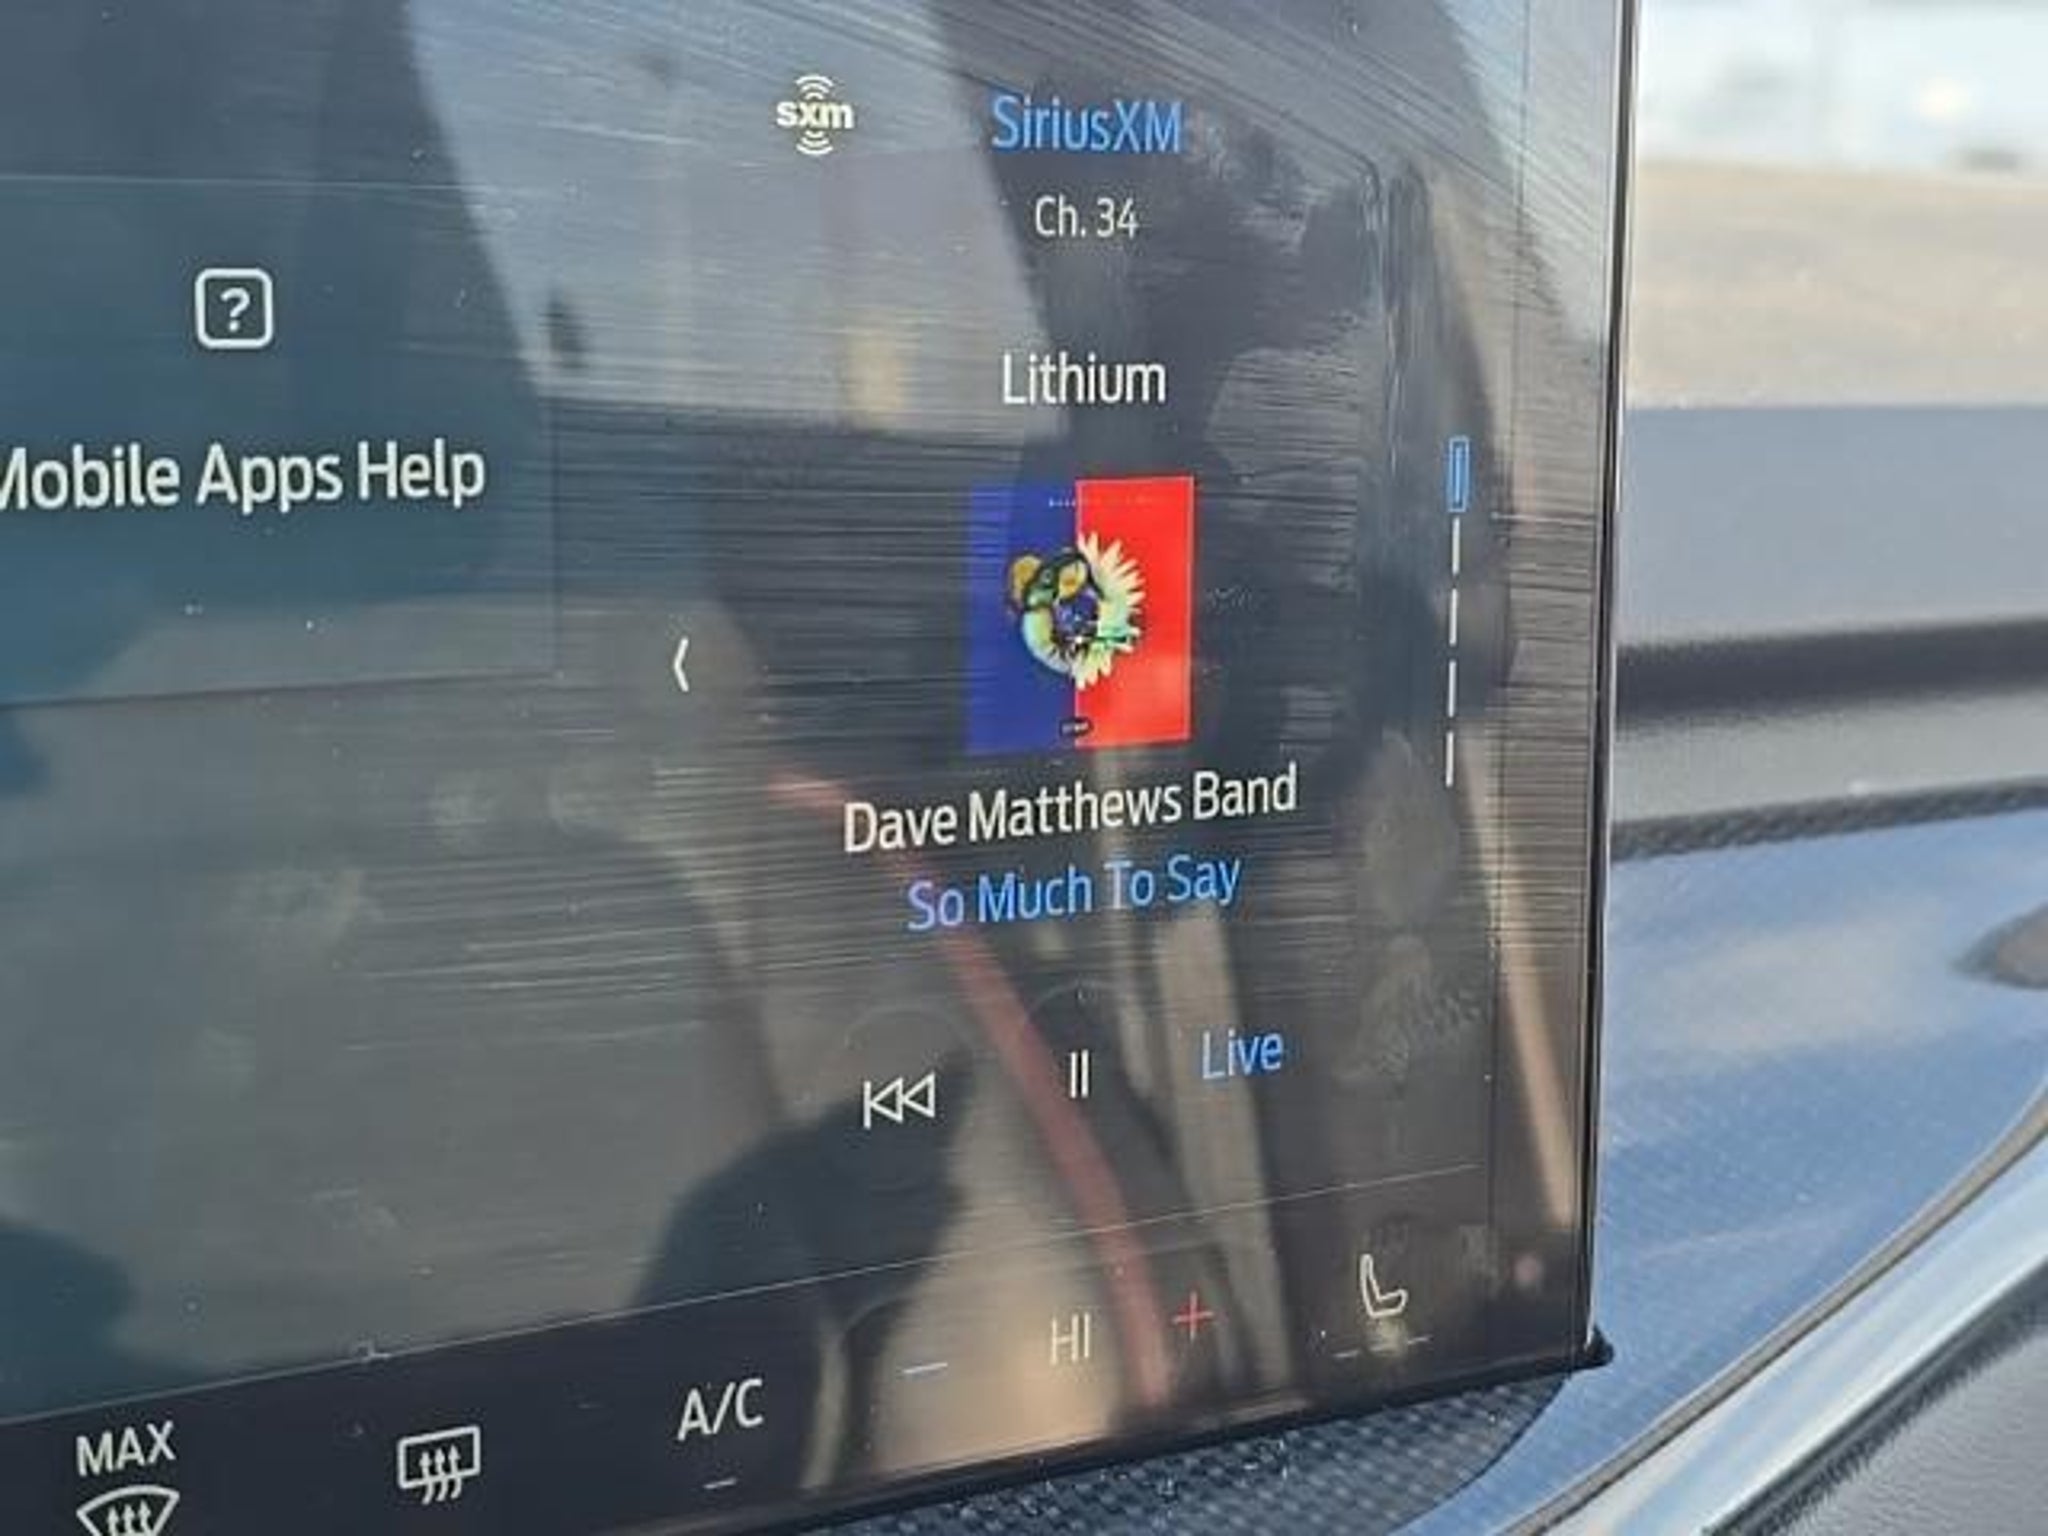 sxm
SiriusXM
Ch. 34
?
Lithium
Mobile Apps Help
Dave Matthews Band
So Much To Say
Live
HI
A/C
MAX